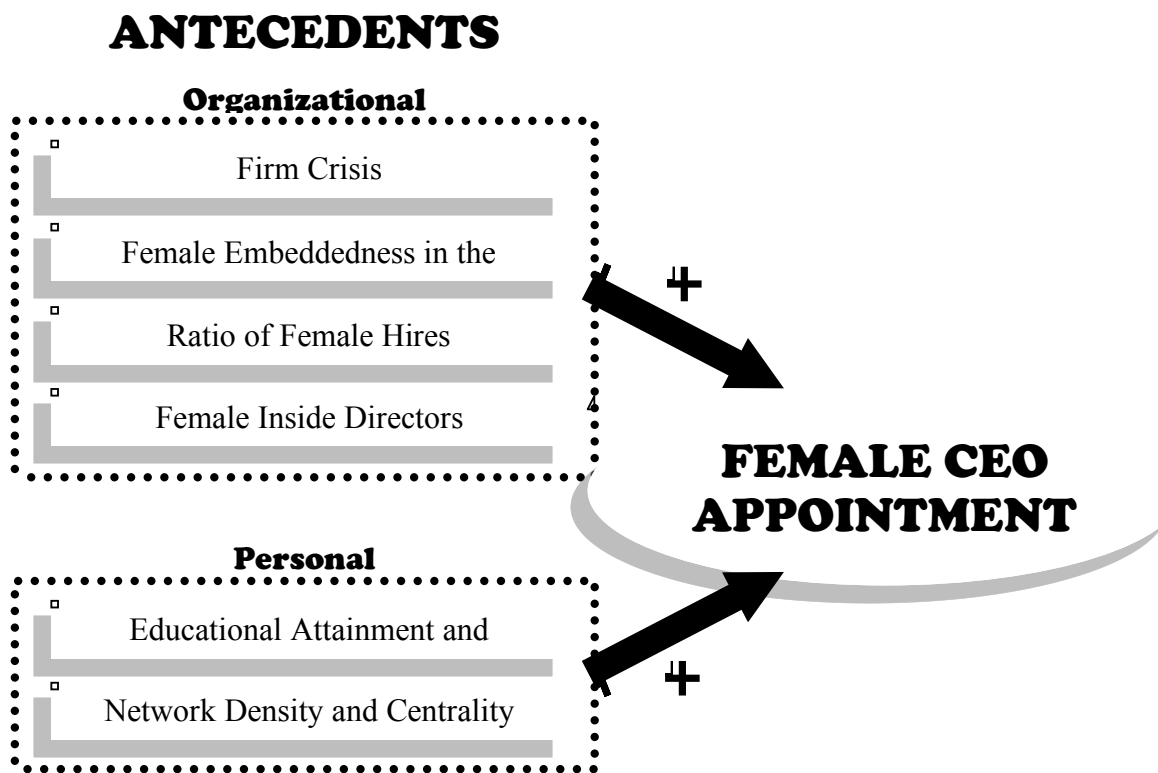 ANTECEDENTS
Organizational
Firm Crisis
Female Embeddedness in the
+
Ratio of Female Hires
Female Inside Directors
FEMALE CEO
APPOINTMENT
Personal
Educational Attainment and
+
Network Density and Centrality